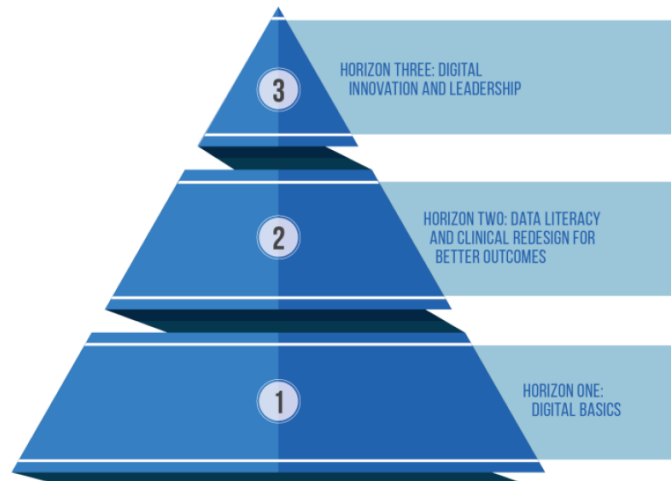 3
HORIZON THREE: DIGITAL
INNOVATION AND LEADERSHIP
2
HORIZON TWO: DATA LITERACY
AND CLINICAL REDESIGN FOR
BETTER OUTCOMES
1
HORIZON ONE:
DIGITAL BASICS